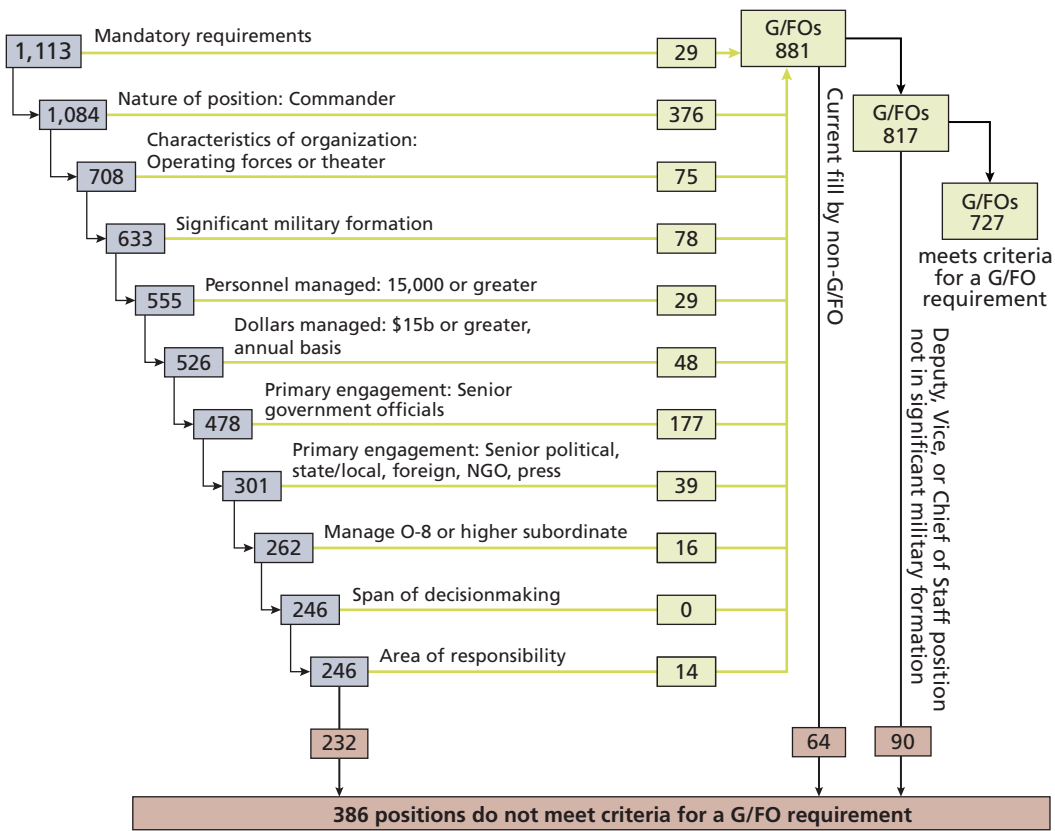 Mandatory requirements
1,113
29
G/FOs
881
Nature of position: Commander
1,084
376
G/FOs
817
Characteristics of organization:
Operating forces or theater
708
75
G/FOs
727
meets criteria
for a G/FO
requirement
Significant military formation
633
78
Personnel managed: 15,000 or greater
555
29
Dollars managed: $15b or greater,
annual basis
526
48
Primary engagement: Senior
government officials
478
177
Primary engagement: Senior political,
state/local, foreign, NGO, press
301
39
Manage O-8 or higher subordinate
262
16
Span of decisionmaking
246
0
Area of responsibility
246
14
Current fill by non-G/FO
Deputy, Vice, or Chief of Staff position
not in significant military formation
232
64
90
386 positions do not meet criteria for a G/FO requirement